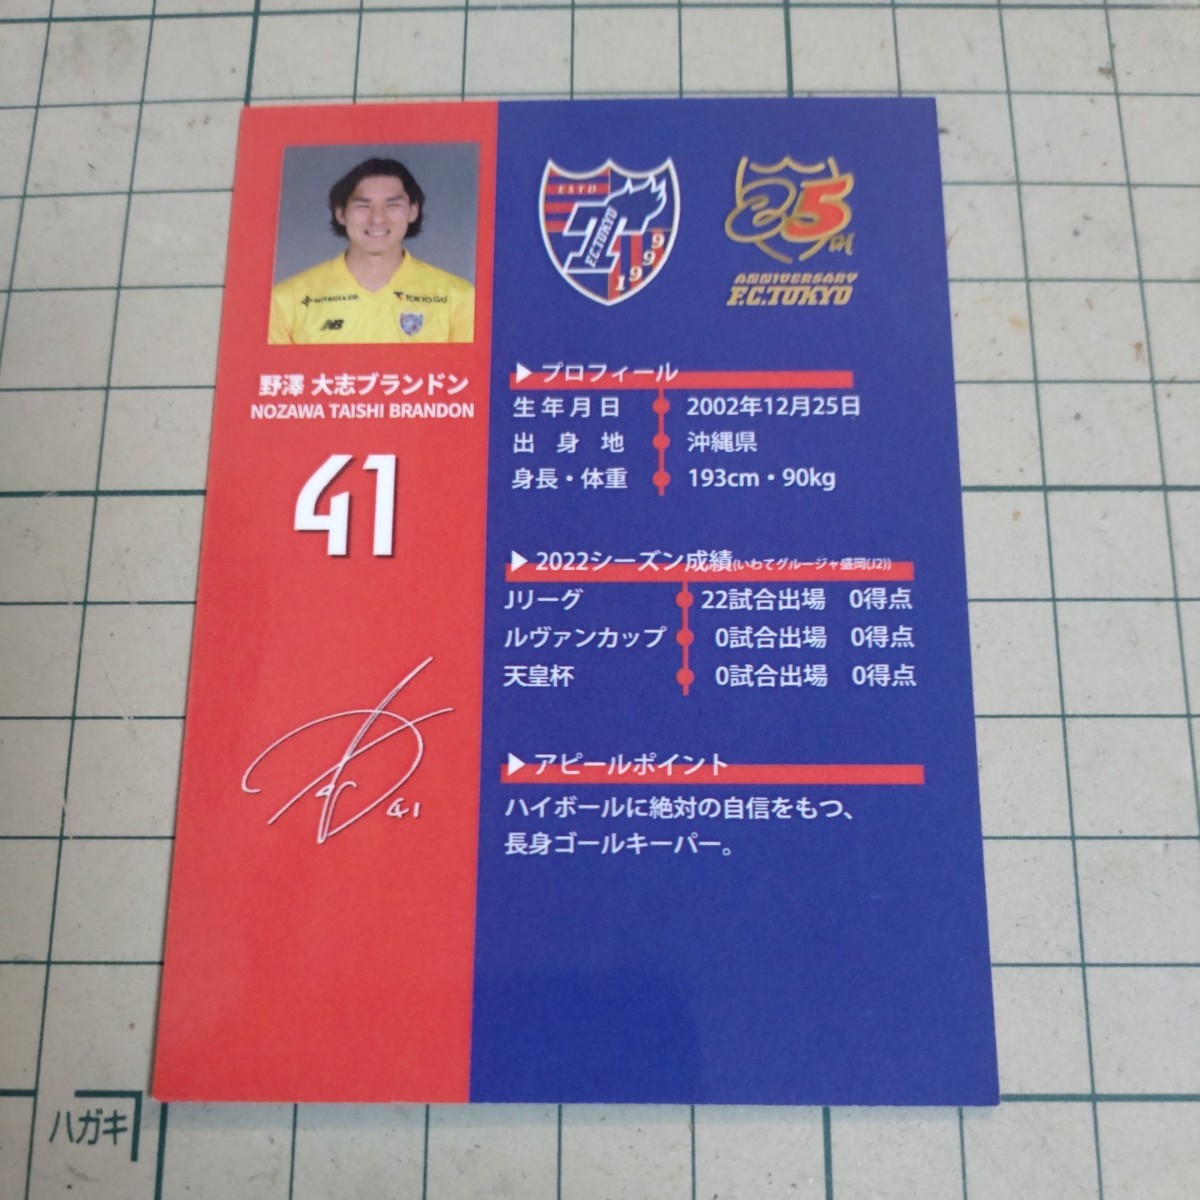 MITSUI&CO.
TOKYO GAS
NB
野澤 大志ブランドン
NOZAWA TAISHI BRANDON
41
41
ESTD
F.C.TOKYO
1999
25th
ANNIVERSARY
F.C.TOKYO
▶プロフィール
生年月日 2002年12月25日
出身地 沖縄県
身長・体重 193cm・90kg
▶2022シーズン成績(いわてグルージャ盛岡(J2))
Jリーグ 22試合出場 0得点
ルヴァンカップ 0試合出場 0得点
天皇杯 0試合出場 0得点
▶アピールポイント
ハイボールに絶対の自信をもつ、
長身ゴールキーパー。
ハガキ